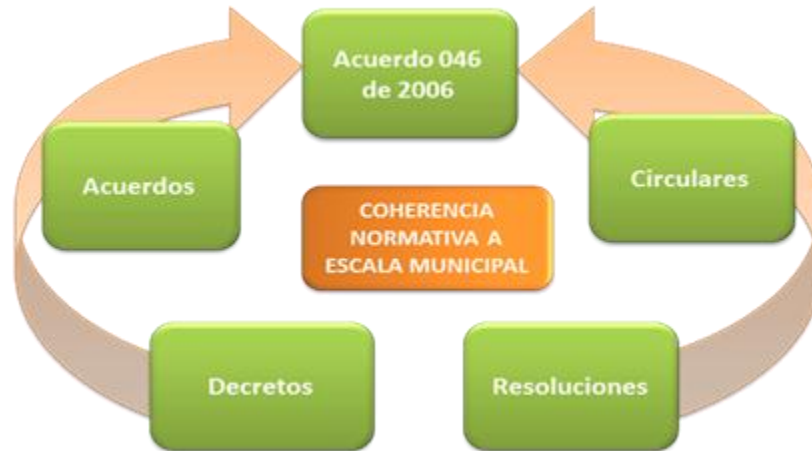 Acuerdo 046
de 2006
Acuerdos
Circulares
COHERENCIA
NORMATIVA A
ESCALA MUNICIPAL
Decretos
Resoluciones